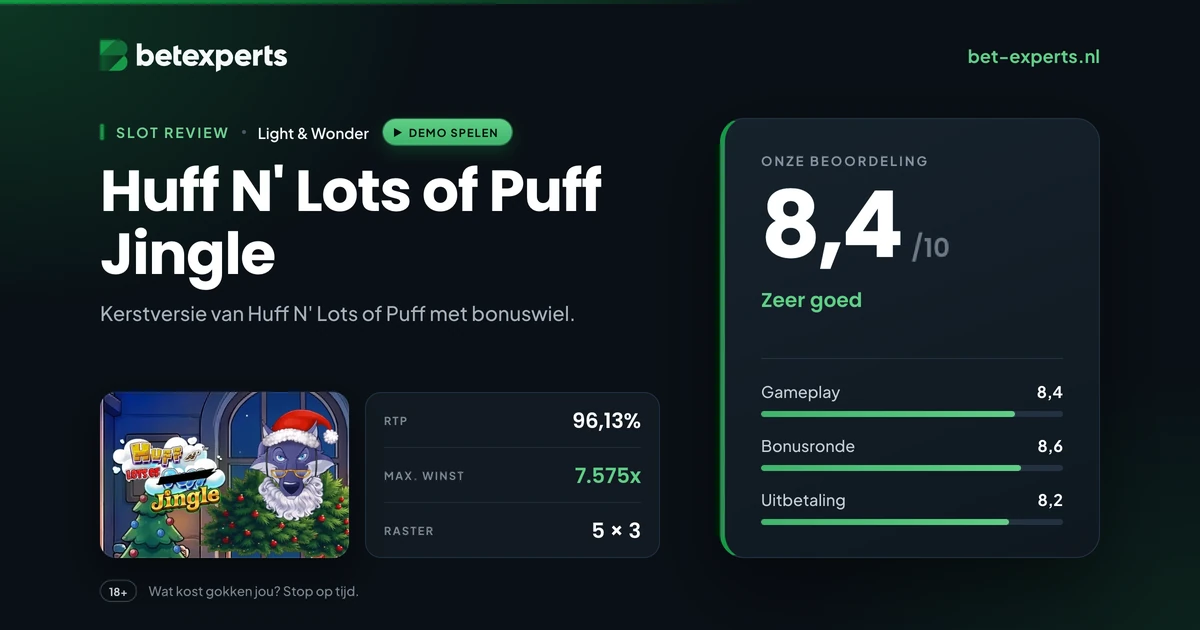 betexperts
bet-experts.nl
SLOT REVIEW • Light & Wonder ▶ DEMO SPELEN
Huff N' Lots of Puff
Jingle
Kerstversie van Huff N' Lots of Puff met bonuswiel.
Huff N'
LOTS OF
Jingle
RTP 96,13%
MAX. WINST 7.575x
RASTER 5 × 3
18+ Wat kost gokken jou? Stop op tijd.
ONZE BEOORDELING
8,4 /10
Zeer goed
Gameplay 8,4
Bonusronde 8,6
Uitbetaling 8,2